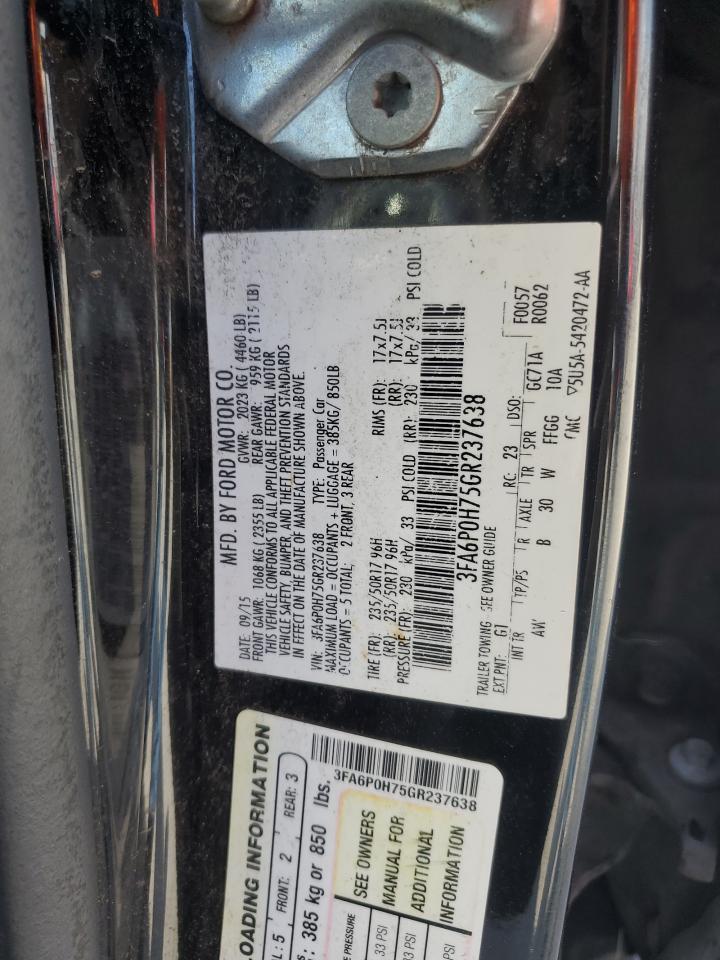 MFD. BY FORD MOTOR CO.
DATE: 09/15 GVWR: 2023 KG ( 4460 LB)
FRONT GAWR: 1068 KG ( 2355 LB) REAR GAWR: 959 KG ( 2115 LB)
THIS VEHICLE CONFORMS TO ALL APPLICABLE FEDERAL MOTOR
VEHICLE SAFETY, BUMPER, AND THEFT PREVENTION STANDARDS
IN EFFECT ON THE DATE OF MANUFACTURE SHOWN ABOVE.
VIN: 3FA6P0H75GR237638 TYPE: Passenger Car
MAXIMUM LOAD = OCCUPANTS + LUGGAGE = 385KG/ 850LB
OCCUPANTS = 5 TOTAL: 2 FRONT, 3 REAR
TIRE (FR): 235/50R17 96H RIMS (FR): 17x7.5J
(RR): 235/50R17 96H (RR): 17x7.5J
PRESSURE (FR): 230 kPa/ 33 PSI COLD (RR): 230 kPa/ 33 PSI COLD
3FA6P0H75GR237638
TRAILER TOWING: SEE OWNER GUIDE
EXT PNT: G1 RC: 23 DSO: F0057
R0062
INT TR TP/PS R AXLE TR SPR GC71A
AW B 30 W FFGG 10A
5U5A-5420472-AA
LOADING INFORMATION
L: 5 FRONT: 2 REAR: 3
385 kg or 850 lbs.
3FA6P0H75GR237638
PRESSURE
33 PSI
33 PSI
PSI
SEE OWNERS
MANUAL FOR
ADDITIONAL
INFORMATION